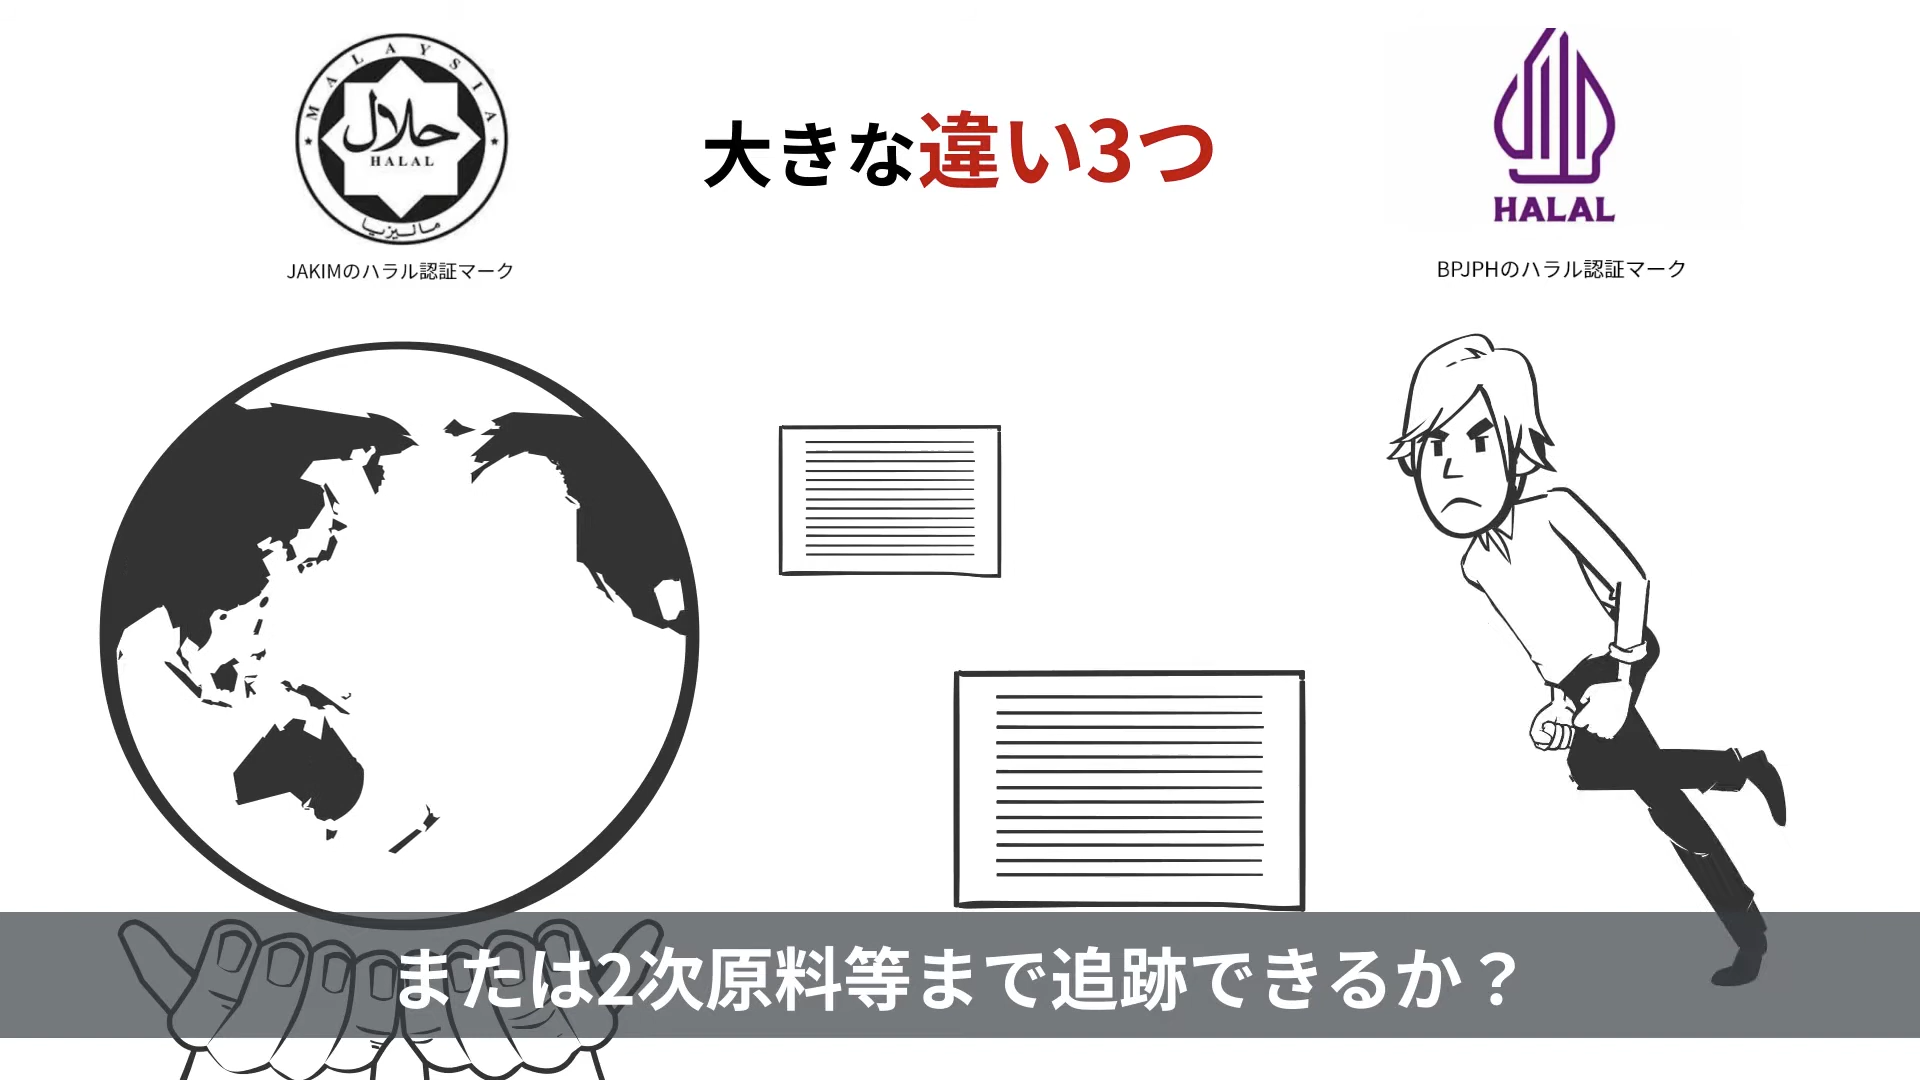 MALAYSIA
حلال
HALAL
ماليزيا
JAKIMのハラル認証マーク
大きな違い3つ
HALAL
BPJPHのハラル認証マーク
または2次原料等まで追跡できるか？